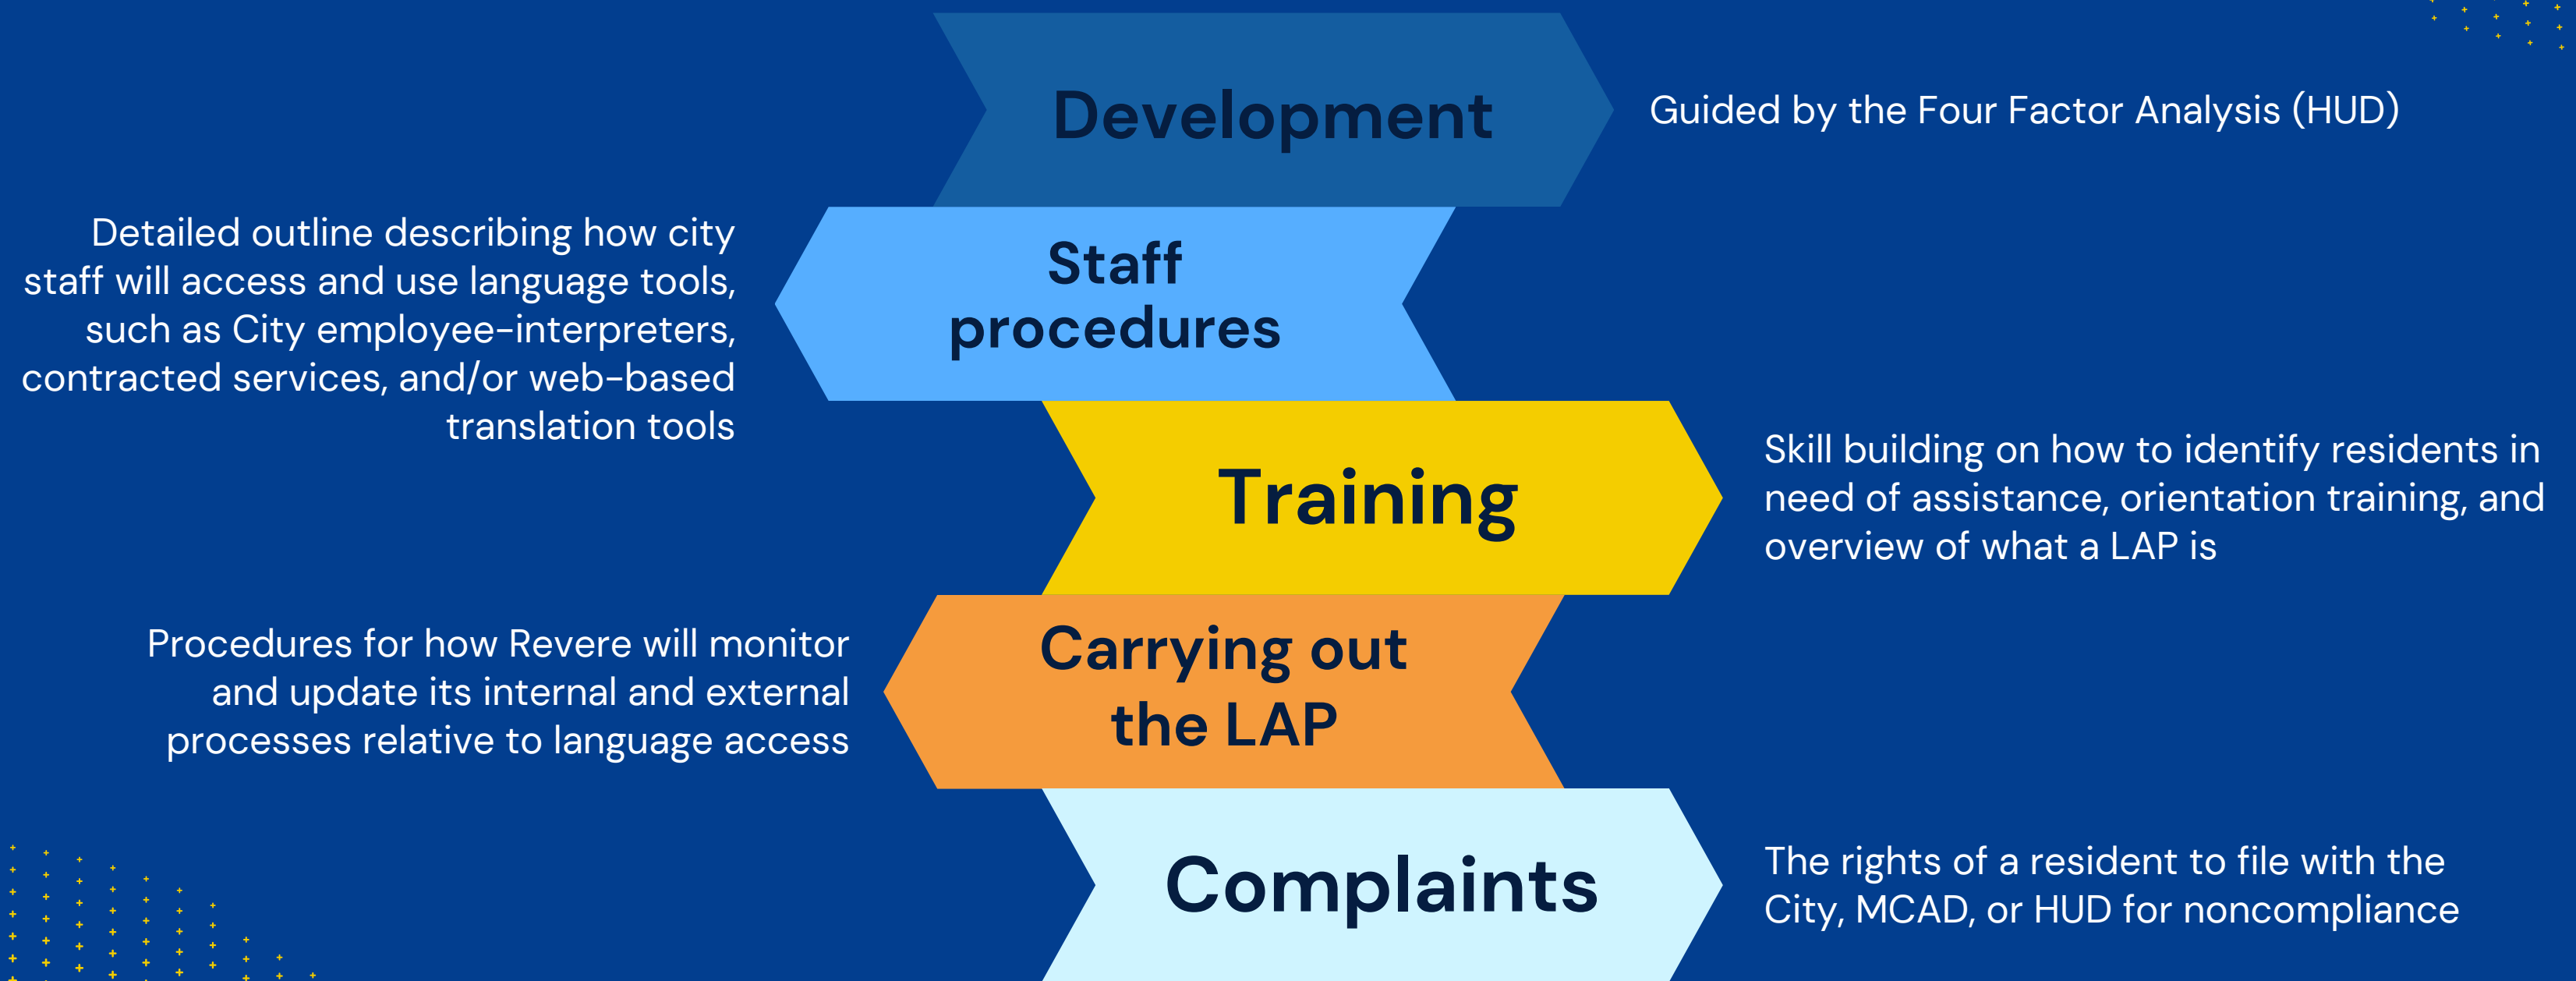 Development
Guided by the Four Factor Analysis (HUD)
Detailed outline describing how city
staff will access and use language tools,
such as City employee-interpreters,
contracted services, and/or web-based
translation tools
Staff
procedures
Training
Skill building on how to identify residents in
need of assistance, orientation training, and
overview of what a LAP is
Procedures for how Revere will monitor
and update its internal and external
processes relative to language access
Carrying out
the LAP
Complaints
The rights of a resident to file with the
City, MCAD, or HUD for noncompliance